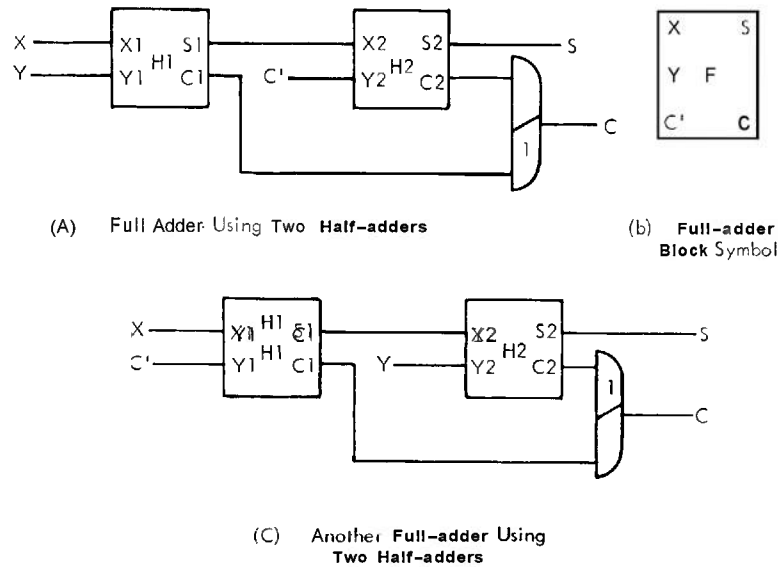 X X1 S1 X2 S2 S
H1 H2
Y Y1 C1 C' Y2 C2
C
1
X S
Y F
C' C
(A) Full Adder Using Two Half-adders
(b) Full-adder
Block Symbol
X H1 S2 S
H1 H2
C' Y1 C1 Y Y2 C2
1
C
(C) Another Full-adder Using
Two Half-adders